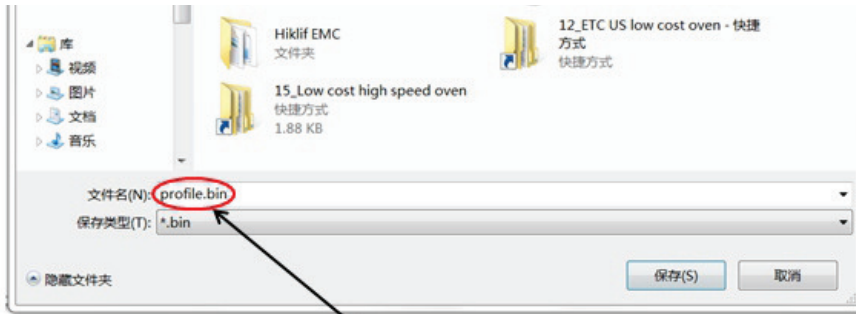 库
视频
图片
文档
音乐
Hiklif EMC
文件夹
15_Low cost high speed oven
快捷方式
1.88 KB
12_ETC US low cost oven - 快捷
方式
快捷方式
文件名(N): profile.bin
保存类型(T): *.bin
隐藏文件夹
保存(S)
取消